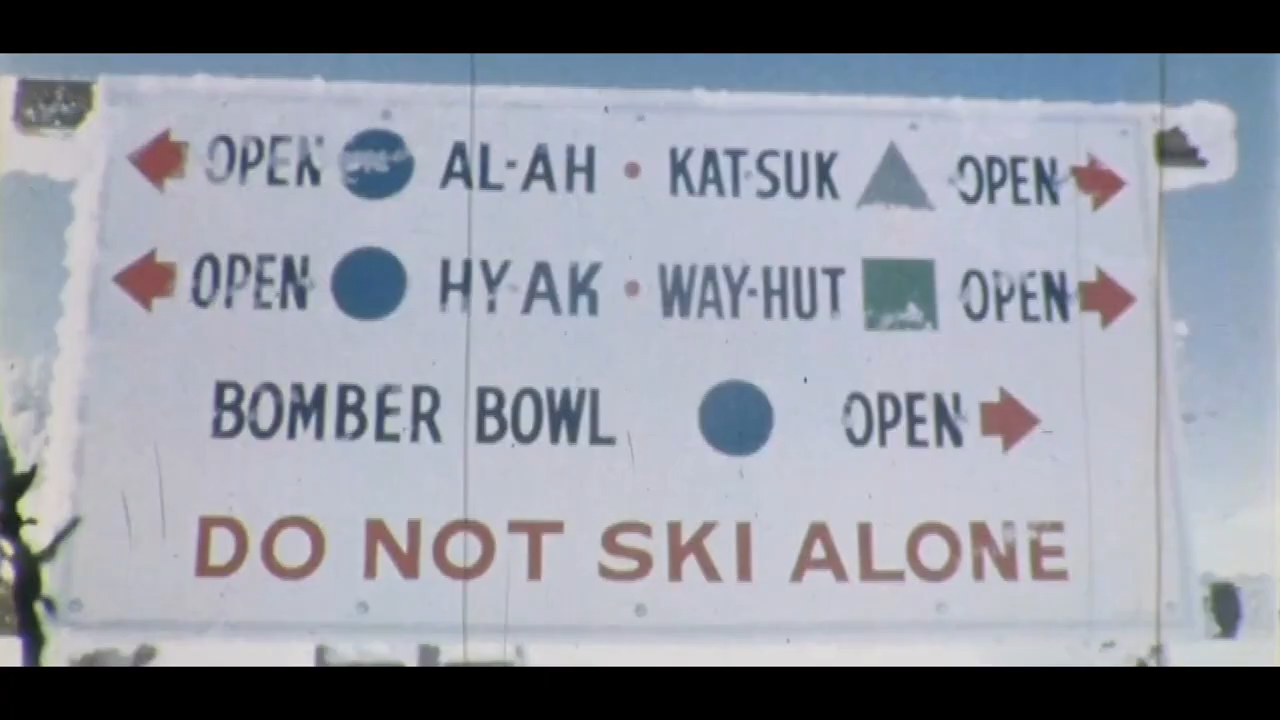 OPEN AL-AH • KAT-SUK OPEN
OPEN HY-AK • WAY-HUT OPEN
BOMBER BOWL OPEN
DO NOT SKI ALONE